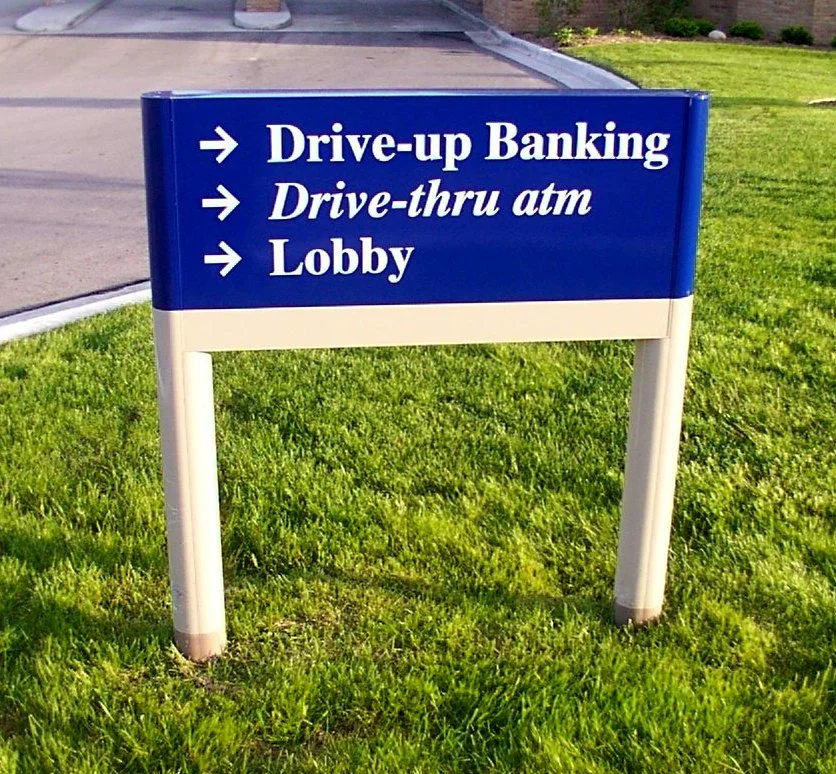 → Drive-up Banking
→ Drive-thru atm
→ Lobby